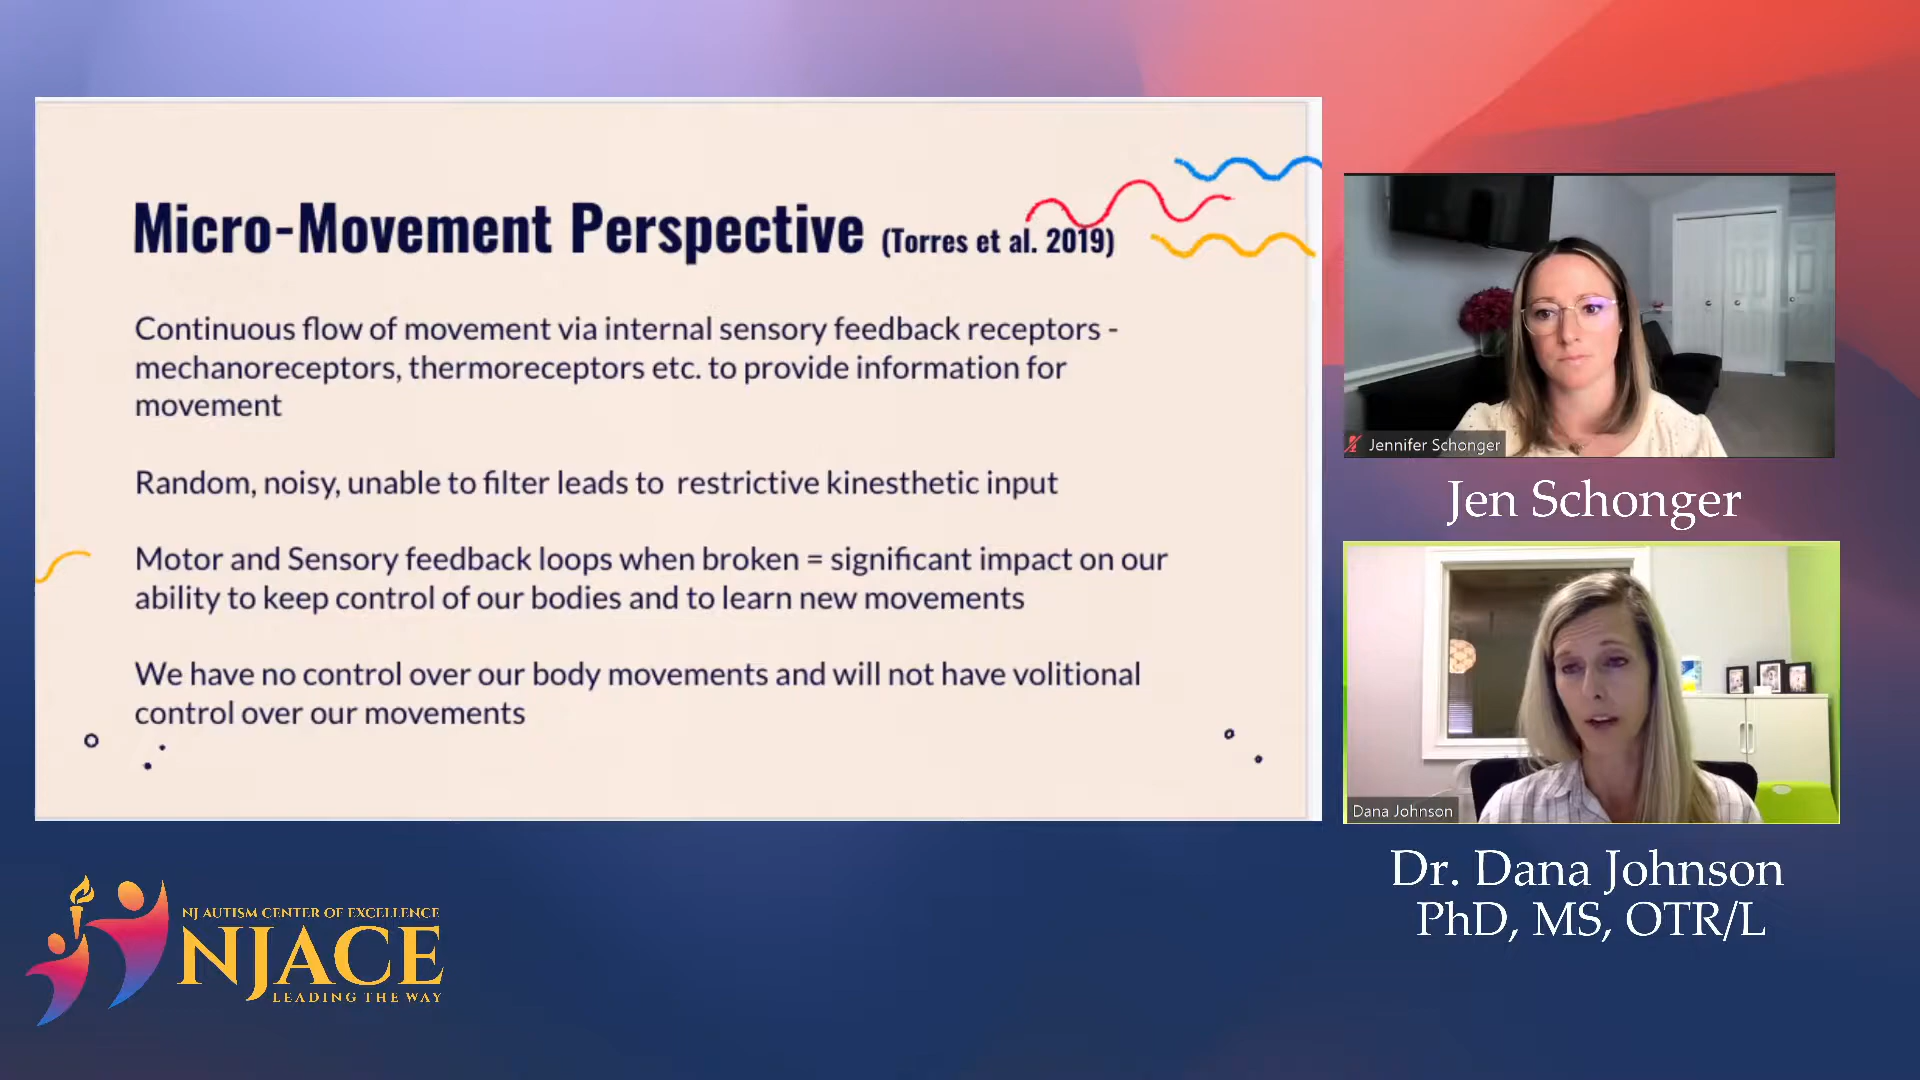 Micro-Movement Perspective (Torres et al. 2019)
Continuous flow of movement via internal sensory feedback receptors -
mechanoreceptors, thermoreceptors etc. to provide information for
movement
Random, noisy, unable to filter leads to restrictive kinesthetic input
Motor and Sensory feedback loops when broken = significant impact on our
ability to keep control of our bodies and to learn new movements
We have no control over our body movements and will not have volitional
control over our movements
Jennifer Schonger
Jen Schonger
Dana Johnson
Dr. Dana Johnson
PhD, MS, OTR/L
NJ AUTISM CENTER OF EXCELLENCE
NJACE
LEADING THE WAY